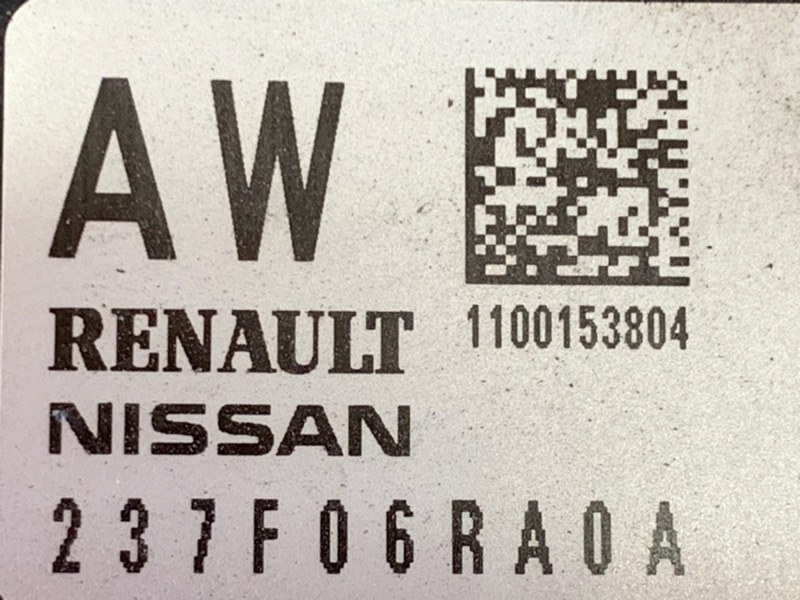 AW
1100153804
RENAULT
NISSAN
237F06RA0A